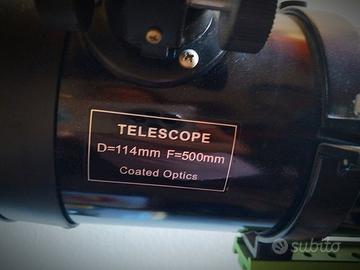 TELESCOPE
D=114mm F=500mm
Coated Optics
subito